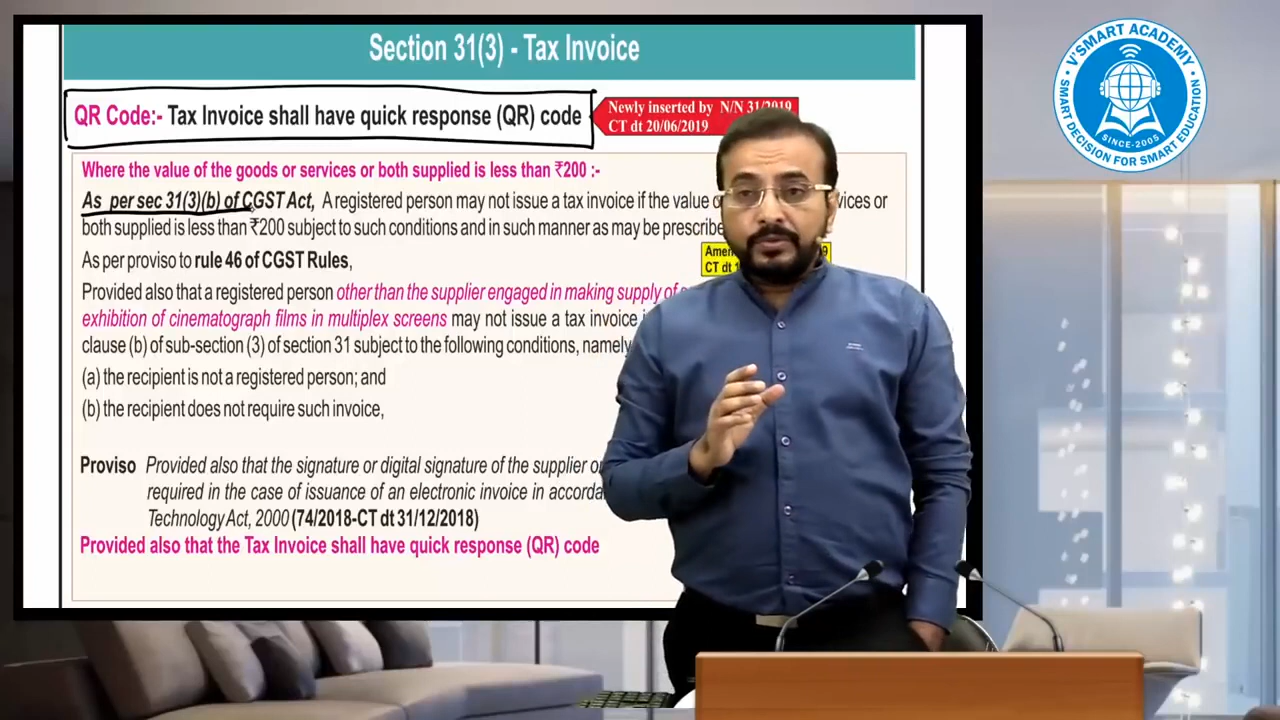 Section 31(3) - Tax Invoice
QR Code:- Tax Invoice shall have quick response (QR) code
Newly inserted by N/N 31/2019
CT dt 20/06/2019
Where the value of the goods or services or both supplied is less than ₹200 :-
As per sec 31(3)(b) of CGST Act, A registered person may not issue a tax invoice if the value vices or
both supplied is less than ₹200 subject to such conditions and in such manner as may be prescribe
As per proviso to rule 46 of CGST Rules,
CT dt
Provided also that a registered person other than the supplier engaged in making supply of
exhibition of cinematograph films in multiplex screens may not issue a tax invoice
clause (b) of sub-section (3) of section 31 subject to the following conditions, namely
(a) the recipient is not a registered person; and
(b) the recipient does not require such invoice,
Proviso Provided also that the signature or digital signature of the supplier
required in the case of issuance of an electronic invoice in accorda
Technology Act, 2000 (74/2018-CT dt 31/12/2018)
Provided also that the Tax Invoice shall have quick response (QR) code
V'SMART ACADEMY
SINCE-2005
SMART DECISION FOR SMART EDUCATION